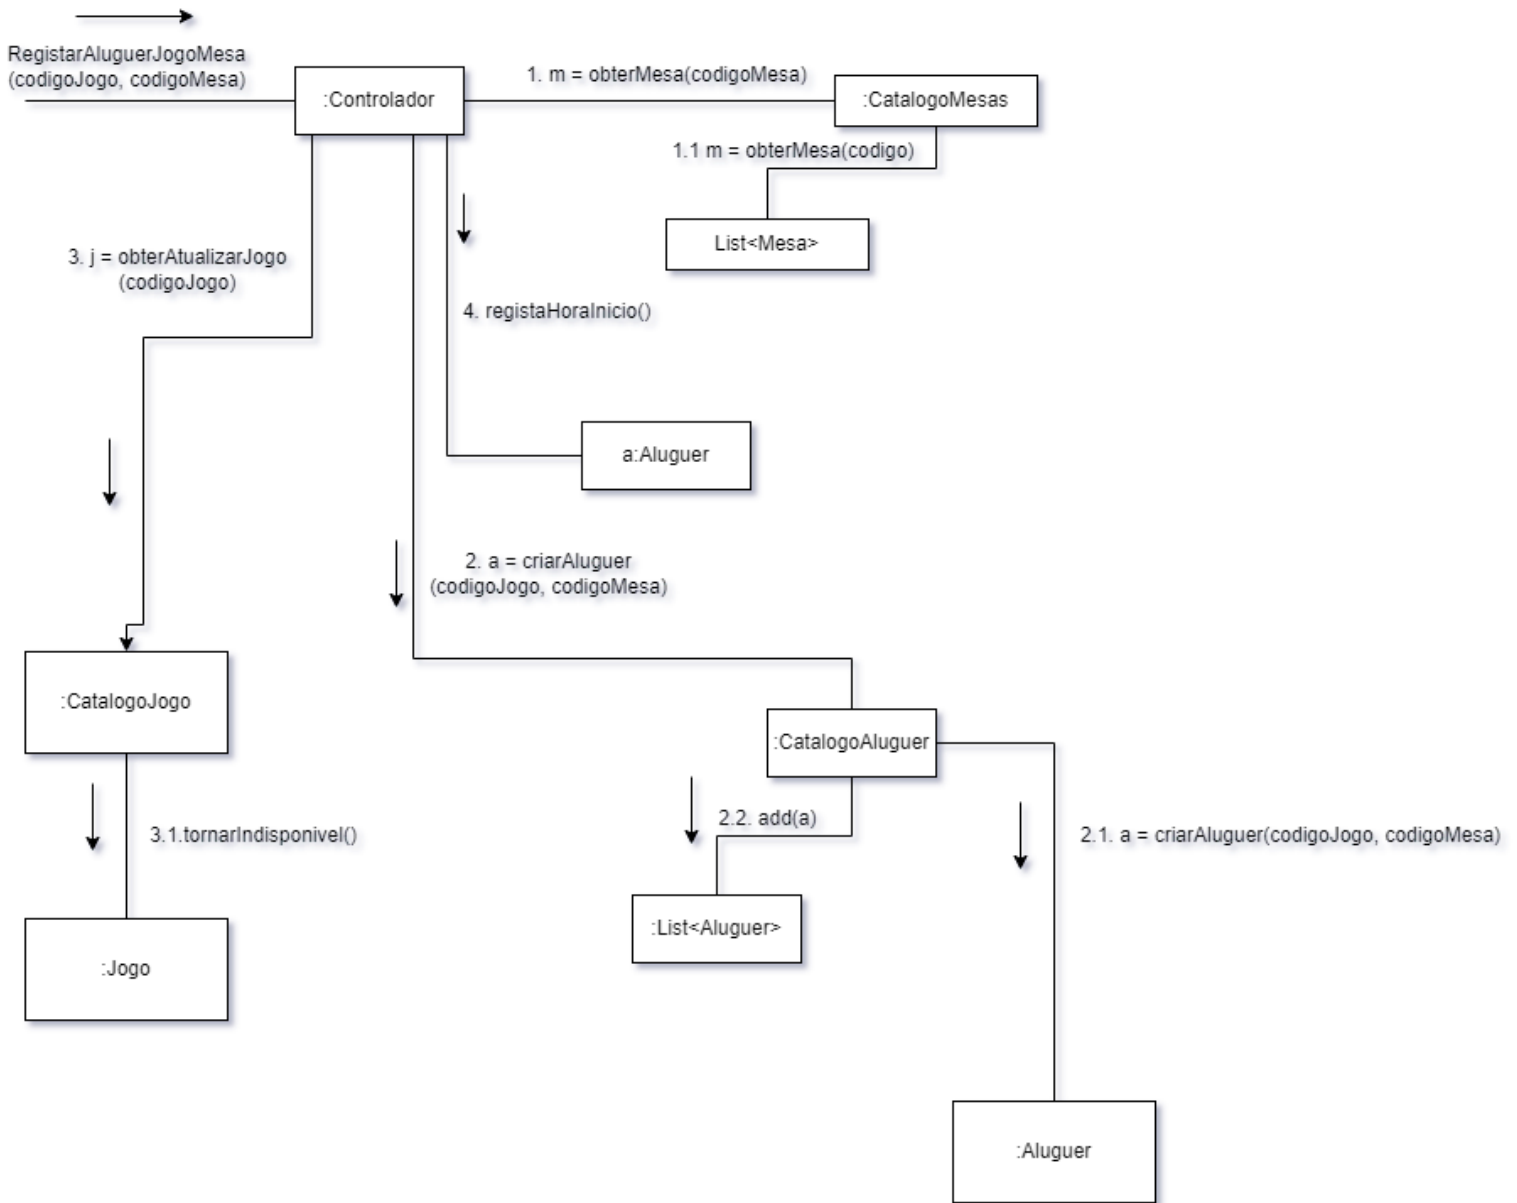 RegistarAluguerJogoMesa
(codigoJogo, codigoMesa)
:Controlador
1. m = obterMesa(codigoMesa)
:CatalogoMesas
1.1 m = obterMesa(codigo)
List<Mesa>
3. j = obterAtualizarJogo
(codigoJogo)
4. registaHoraInicio()
a:Aluguer
2. a = criarAluguer
(codigoJogo, codigoMesa)
:CatalogoJogo
:CatalogoAluguer
3.1.tornarIndisponivel()
2.2. add(a)
2.1. a = criarAluguer(codigoJogo, codigoMesa)
:List<Aluguer>
:Jogo
:Aluguer